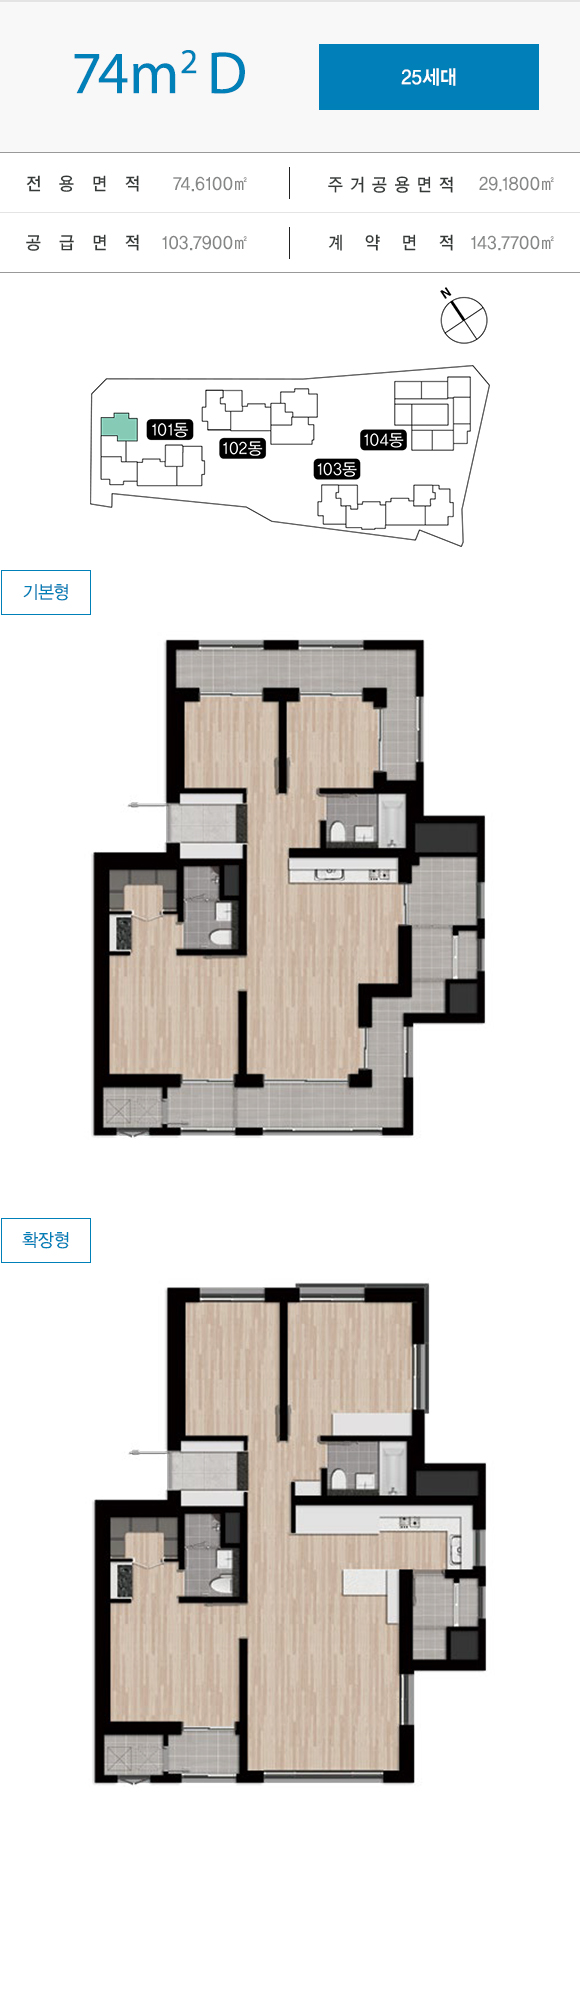 74m² D
25세대
전용면적 74.6100㎡ 주거공용면적 29.1800㎡
공급면적 103.7900㎡ 계약면적 143.7700㎡
N
101동
102동
104동
103동
기본형
확장형